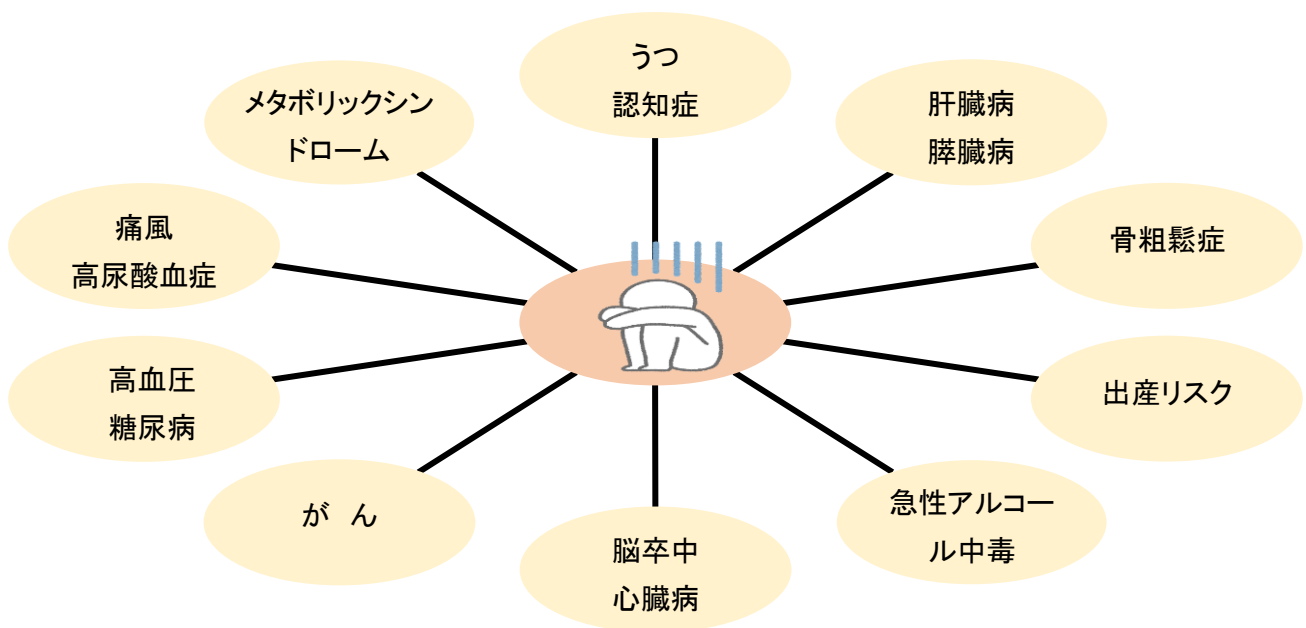 うつ
認知症
メタボリックシン
ドローム
肝臓病
膵臓病
痛風
高尿酸血症
骨粗鬆症
高血圧
糖尿病
出産リスク
が ん
急性アルコー
ル中毒
脳卒中
心臓病